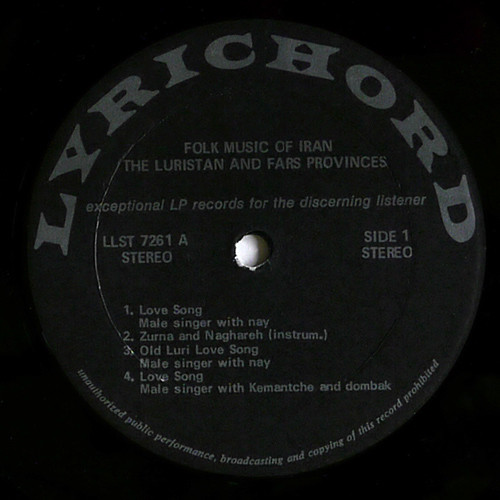 LYRICHORD
FOLK MUSIC OF IRAN
THE LURISTAN AND FARS PROVINCES
exceptional LP records for the discerning listener
LLST 7261 A
STEREO
SIDE 1
STEREO
1. Love Song
Male singer with nay
2. Zurna and Naghareh (instrum.)
3. Old Luri Love Song
Male singer with nay
4. Love Song
Male singer with Kemantche and dombak
unauthorized public performance, broadcasting and copying of this record prohibited